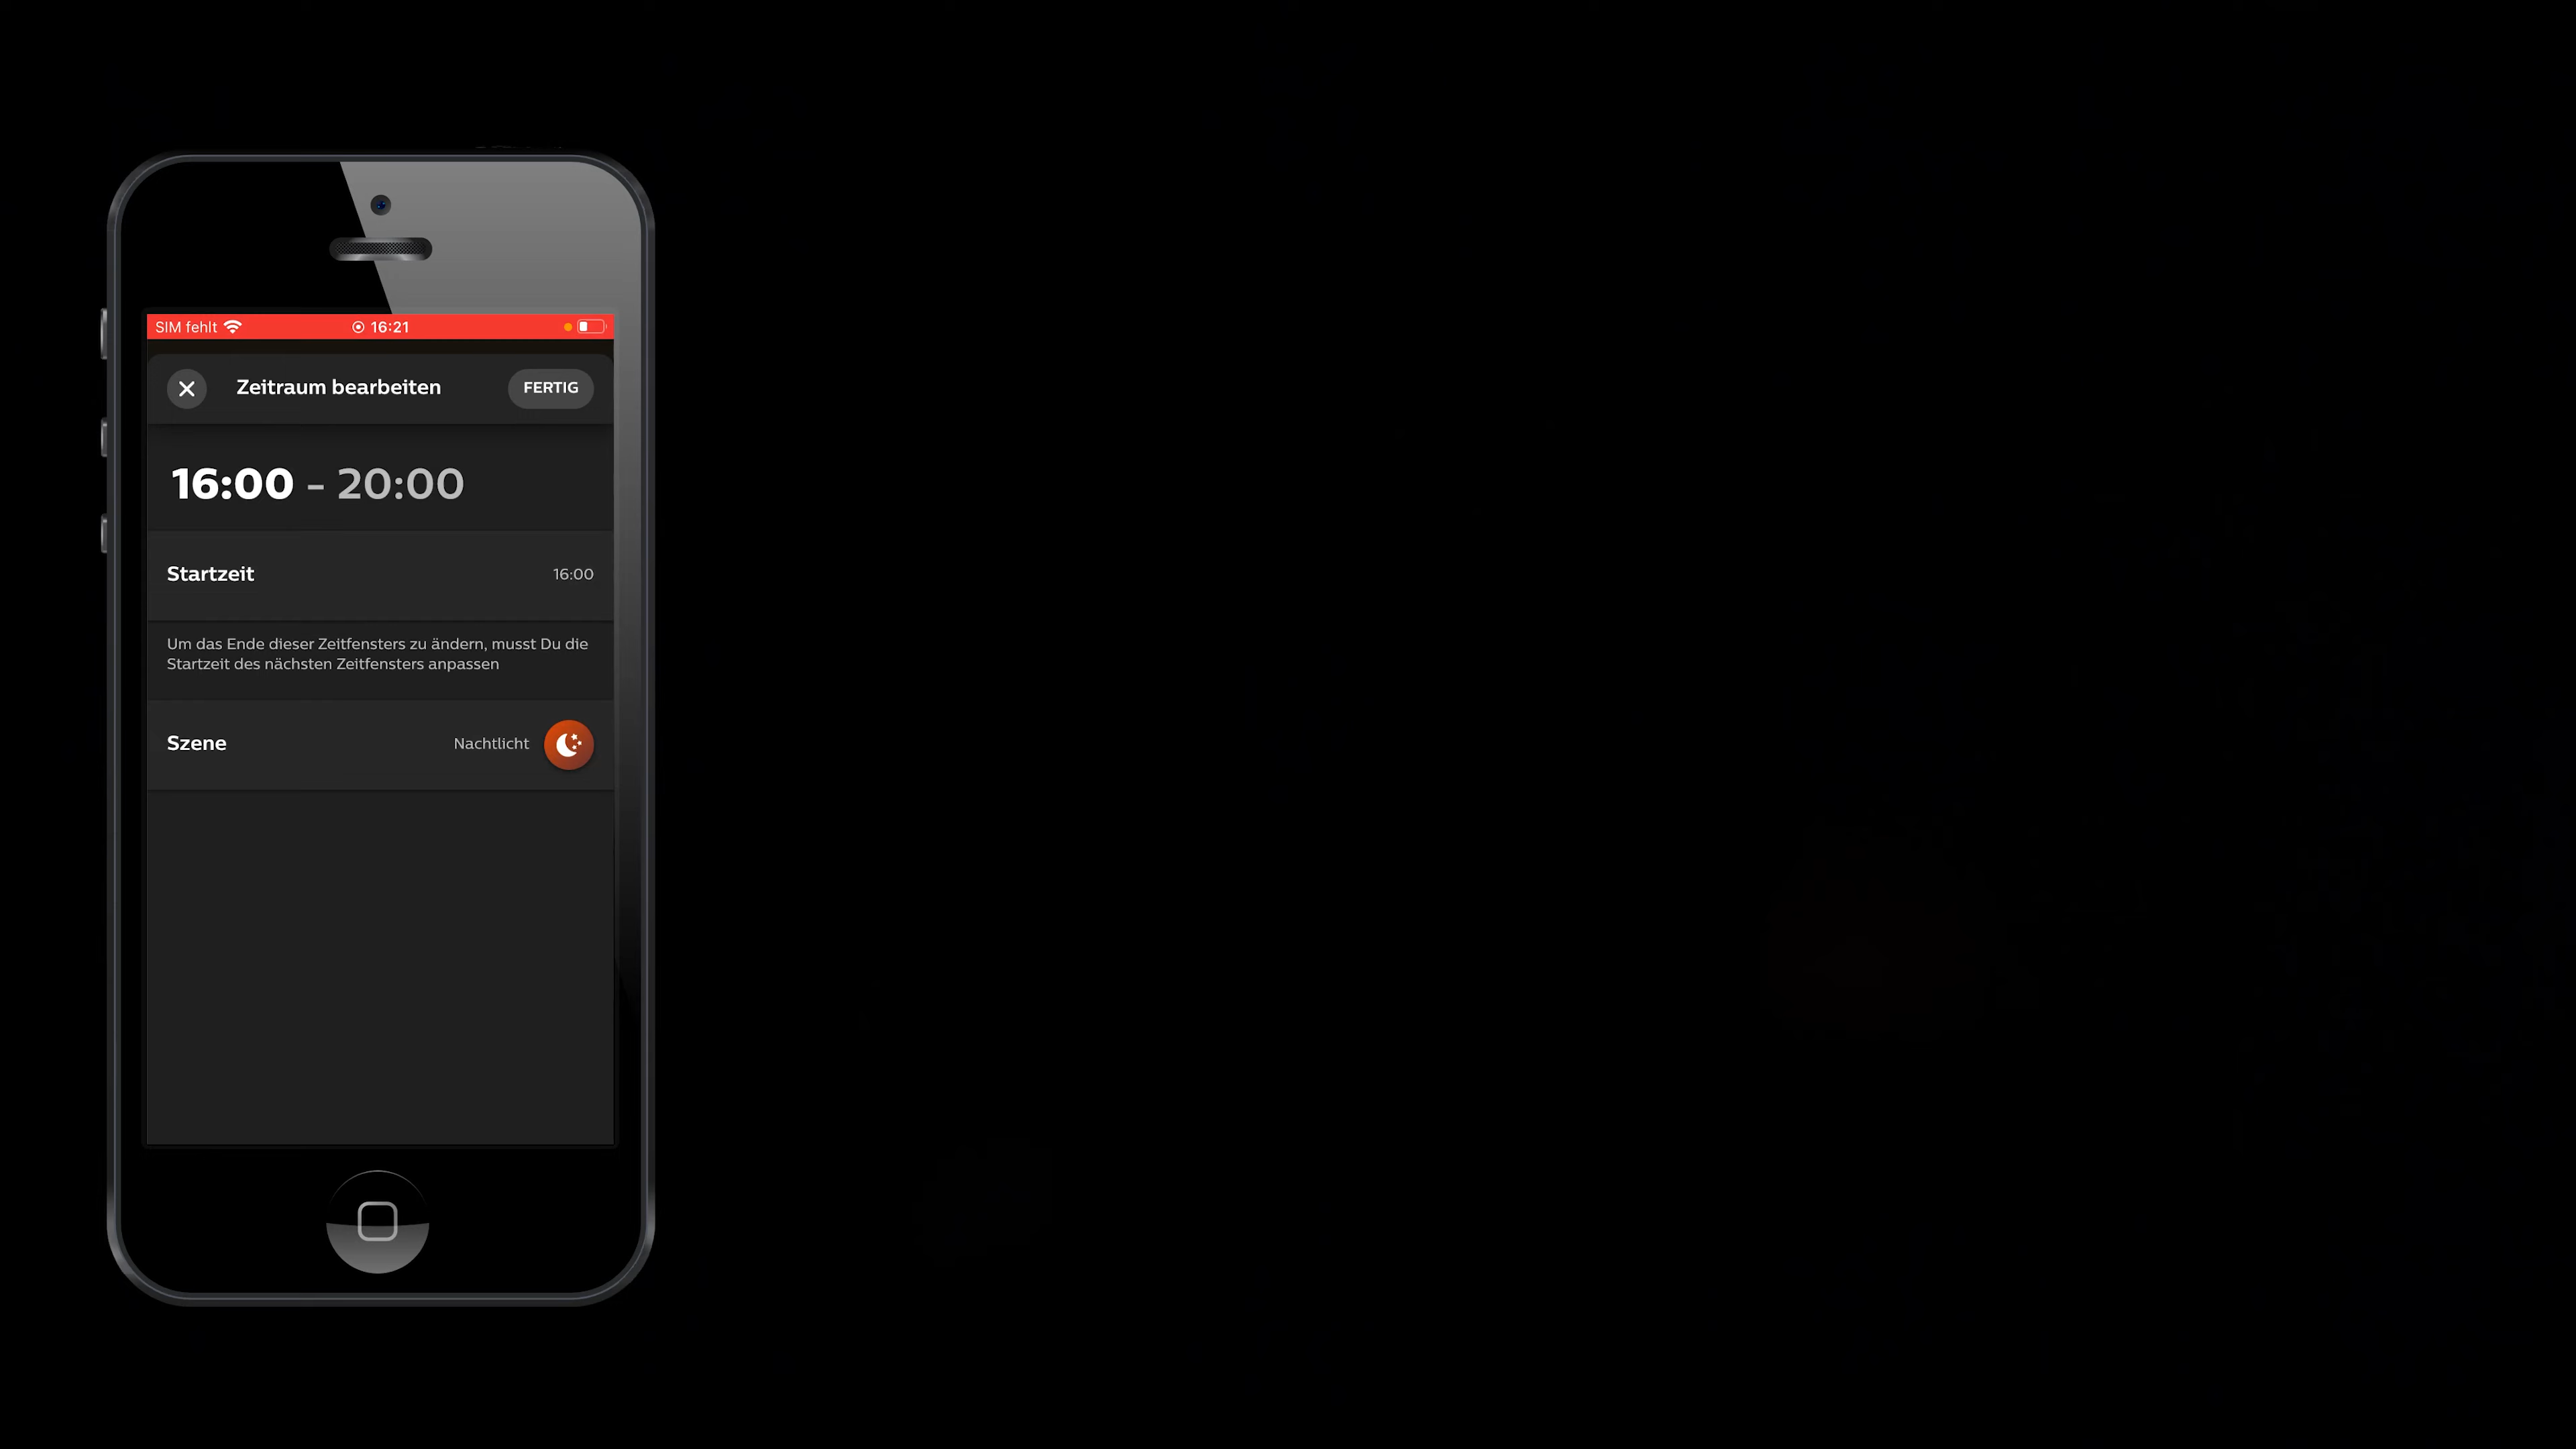 SIM fehlt 16:21
Zeitraum bearbeiten FERTIG
16:00 - 20:00
Startzeit 16:00
Um das Ende dieser Zeitfensters zu ändern, musst Du die
Startzeit des nächsten Zeitfensters anpassen
Szene Nachtlicht